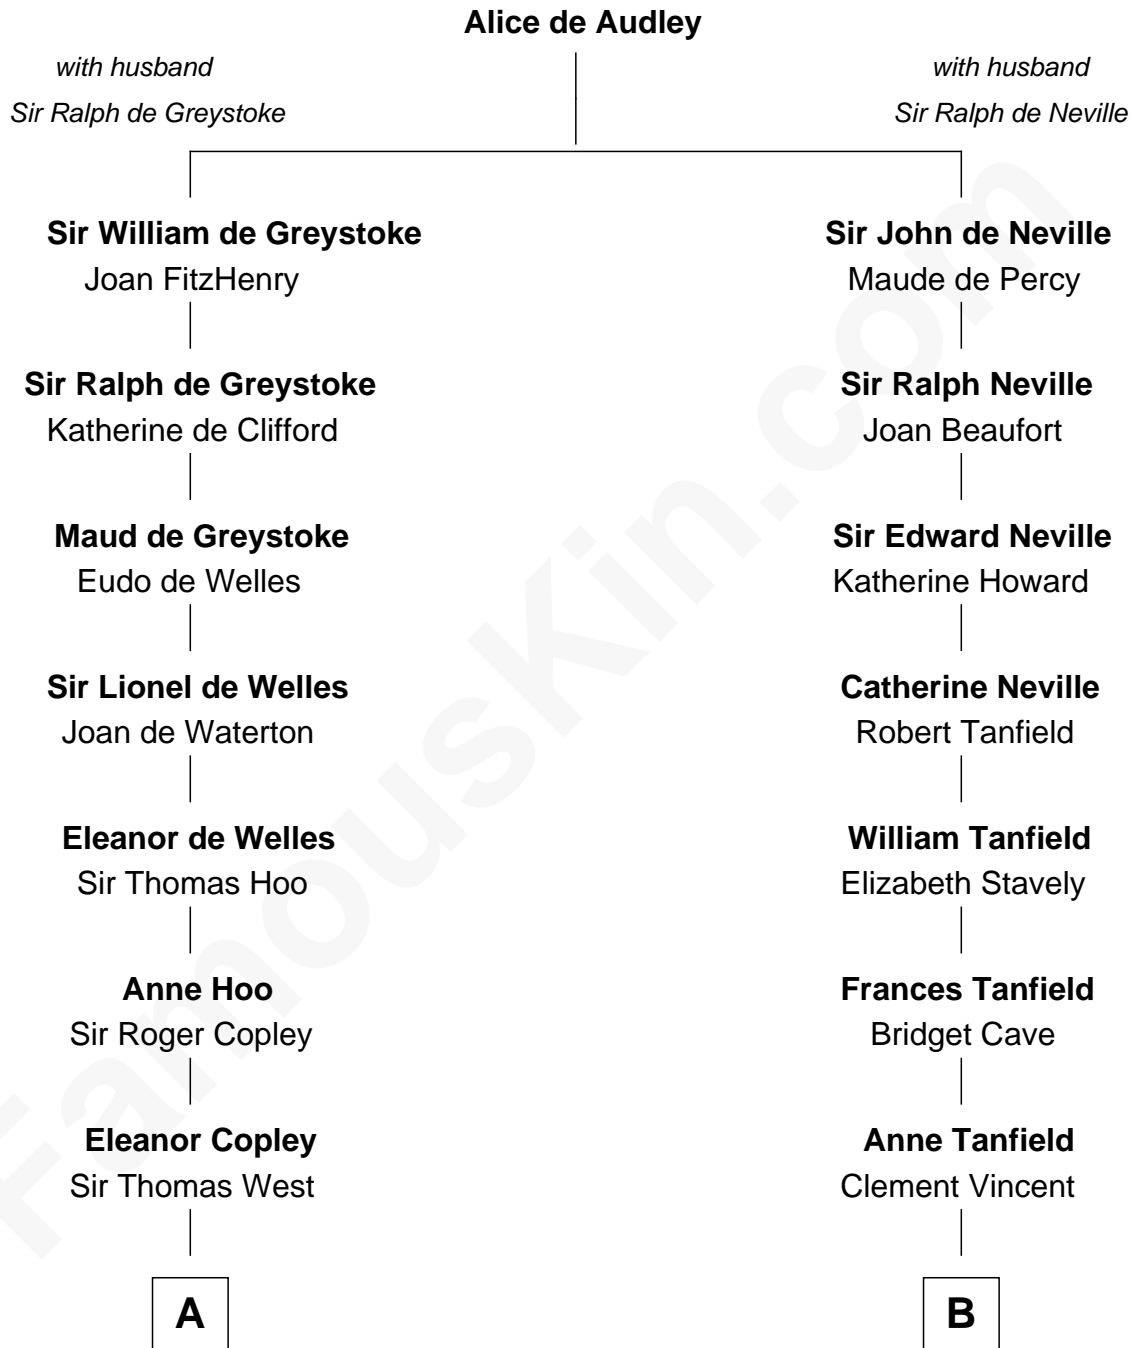 Alice de Audley
with husband
Sir Ralph de Greystoke
with husband
Sir Ralph de Neville
Sir William de Greystoke
Joan FitzHenry
Sir John de Neville
Maude de Percy
Sir Ralph de Greystoke
Katherine de Clifford
Sir Ralph Neville
Joan Beaufort
Maud de Greystoke
Eudo de Welles
Sir Edward Neville
Katherine Howard
Sir Lionel de Welles
Joan de Waterton
Catherine Neville
Robert Tanfield
Eleanor de Welles
Sir Thomas Hoo
William Tanfield
Elizabeth Stavely
Anne Hoo
Sir Roger Copley
Frances Tanfield
Bridget Cave
Eleanor Copley
Sir Thomas West
Anne Tanfield
Clement Vincent
A
B
FamousKin.com